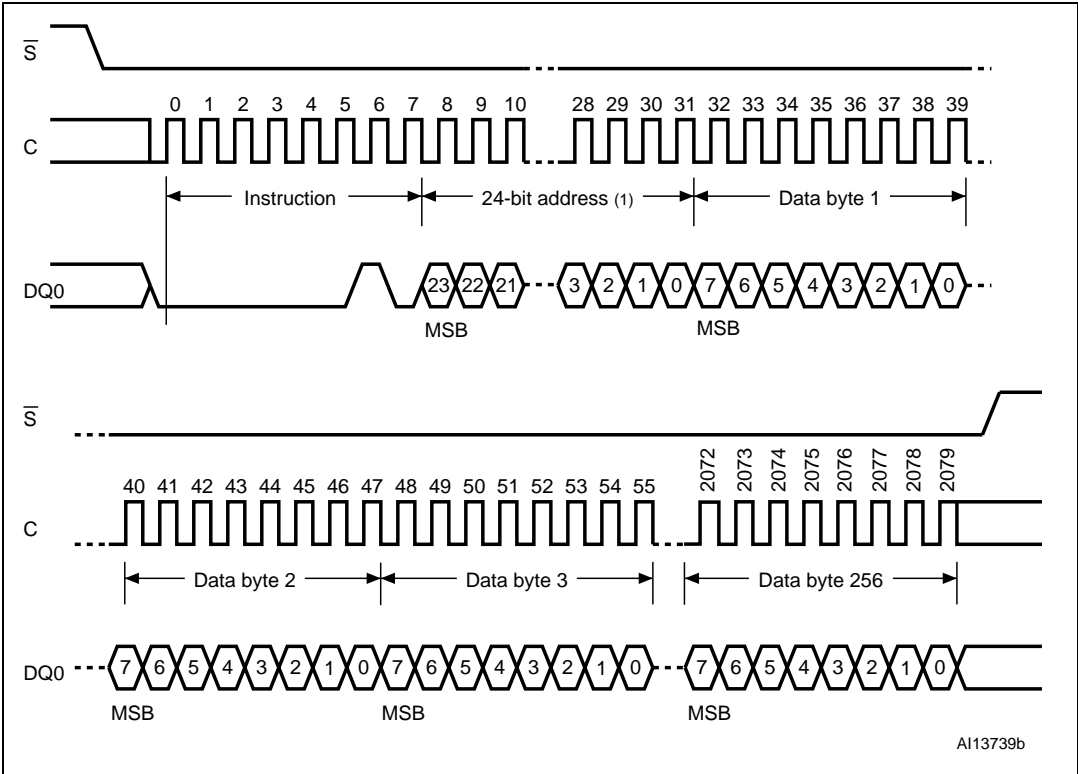 S
0 1 2 3 4 5 6 7 8 9 10 28 29 30 31 32 33 34 35 36 37 38 39
C
Instruction 24-bit address (1) Data byte 1
DQ0 23 22 21 3 2 1 0 7 6 5 4 3 2 1 0
MSB MSB
S
40 41 42 43 44 45 46 47 48 49 50 51 52 53 54 55 2072 2073 2074 2075 2076 2077 2078 2079
C
Data byte 2 Data byte 3 Data byte 256
DQ0 7 6 5 4 3 2 1 0 7 6 5 4 3 2 1 0 7 6 5 4 3 2 1 0
MSB MSB MSB
AI13739b